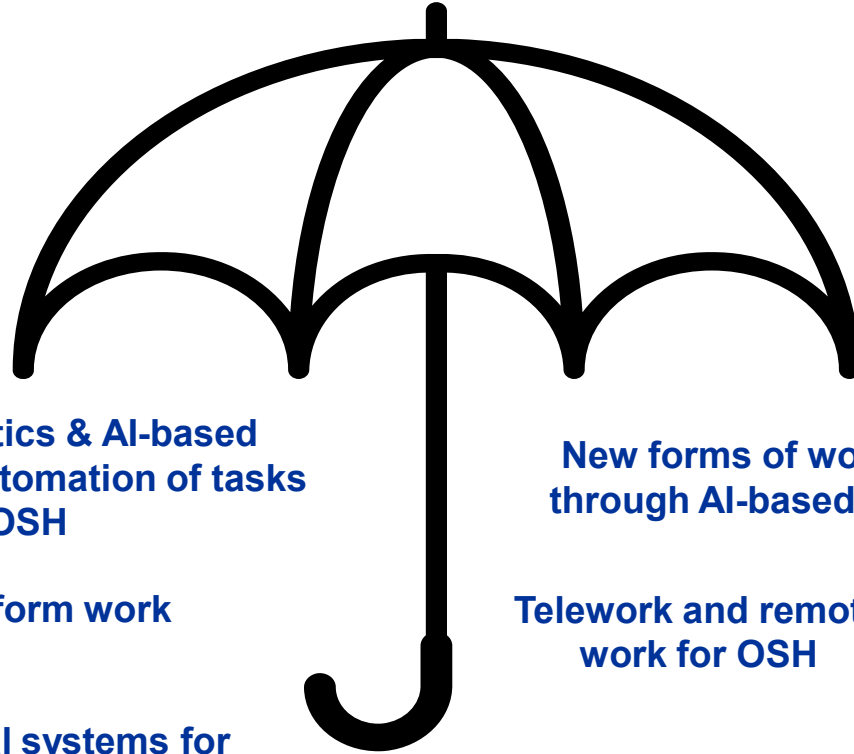 tics & AI-based
tomation of tasks
OSH
form work
l systems for
New forms of wo
through AI-based
Telework and remot
work for OSH